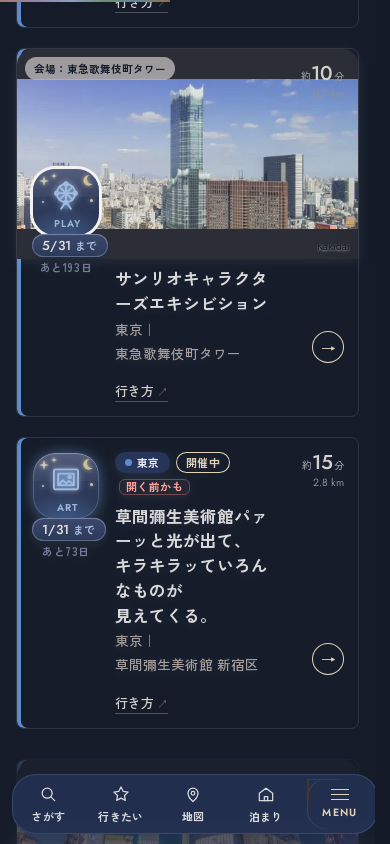 行き方 ↗
会場：東急歌舞伎町タワー
約10分
PLAY
5/31 まで
あと193日
Kakidai
サンリオキャラクタ
ーズエキシビション
東京｜
東急歌舞伎町タワー
→
行き方 ↗
東京 開催中
約15分
開く前かも
2.8 km
ART
1/31 まで
あと73日
草間彌生美術館パァ
ーッと光が出て、
キラキラッていろん
なものが
見えてくる。
東京｜
草間彌生美術館 新宿区
→
行き方 ↗
さがす 行きたい 地図 泊まり MENU